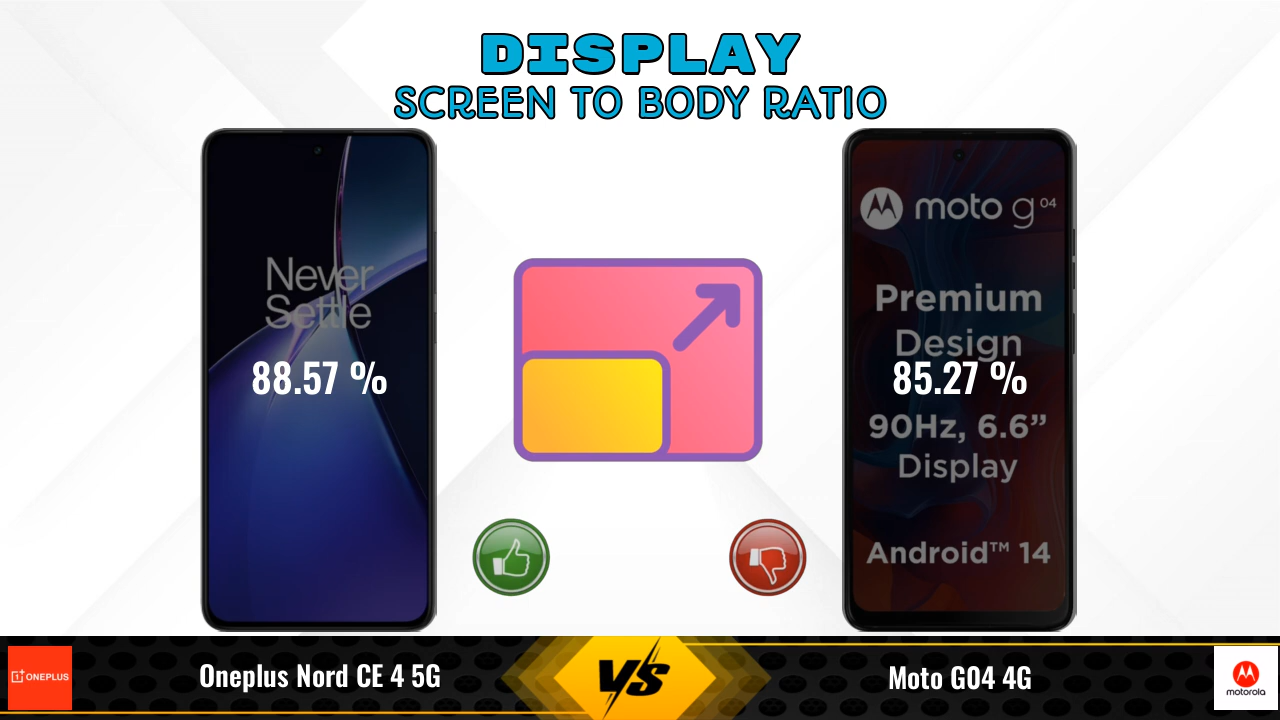 DISPLAY
SCREEN TO BODY RATIO
Never
Settle
88.57 %
moto g04
Premium
Design
85.27 %
90Hz, 6.6”
Display
Android™ 14
1+ ONEPLUS
Oneplus Nord CE 4 5G
VS
Moto G04 4G
motorola